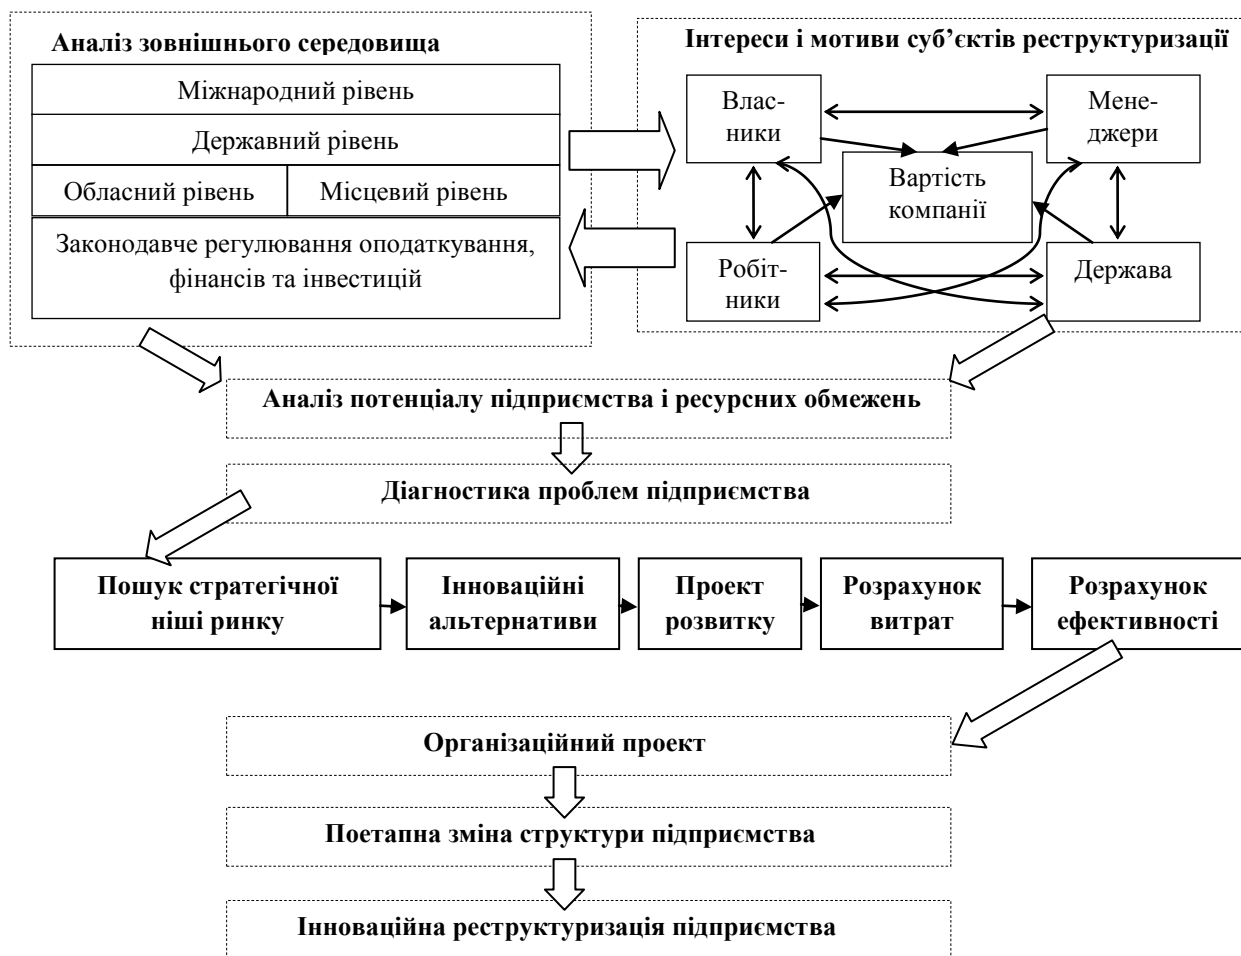 Аналіз зовнішнього середовища
Міжнародний рівень
Державний рівень
Обласний рівень
Місцевий рівень
Законодавче регулювання оподаткування,
фінансів та інвестицій
Інтереси і мотиви суб’єктів реструктуризації
Влас-
ники
Мене-
джери
Вартість
компанії
Робіт-
ники
Держава
Аналіз потенціалу підприємства і ресурсних обмежень
Діагностика проблем підприємства
Пошук стратегічної
ніші ринку
Інноваційні
альтернативи
Проект
розвитку
Розрахунок
витрат
Розрахунок
ефективності
Організаційний проект
Поетапна зміна структури підприємства
Інноваційна реструктуризація підприємства